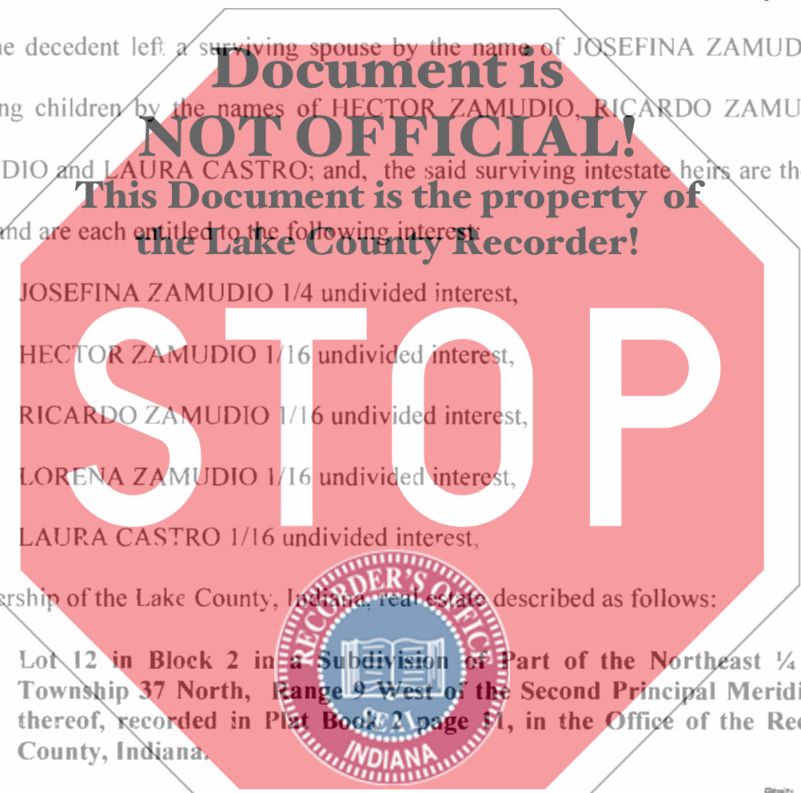 he decedent left a surviving spouse by the name of JOSEFINA ZAMUD
Document is
ng children by the names of HECTOR ZAMUDIO, RICARDO ZAMU
NOT OFFICIAL!
DIO and LAURA CASTRO; and, the said surviving intestate heirs are the
This Document is the property of
and are each entitled to the following interest:
the Lake County Recorder!
JOSEFINA ZAMUDIO 1/4 undivided interest,
STOP
HECTOR ZAMUDIO 1/16 undivided interest,
RICARDO ZAMUDIO 1/16 undivided interest,
LORENA ZAMUDIO 1/16 undivided interest,
LAURA CASTRO 1/16 undivided interest,
ership of the Lake County, Indiana, real estate described as follows:
RECORDER'S OFFICE
Lot 12 in Block 2 in a Subdivision of Part of the Northeast ¼
Township 37 North, Range 9 West of the Second Principal Meridi
thereof, recorded in Plat Book 2, page 11, in the Office of the Rec
SEAL
County, Indiana.
INDIANA